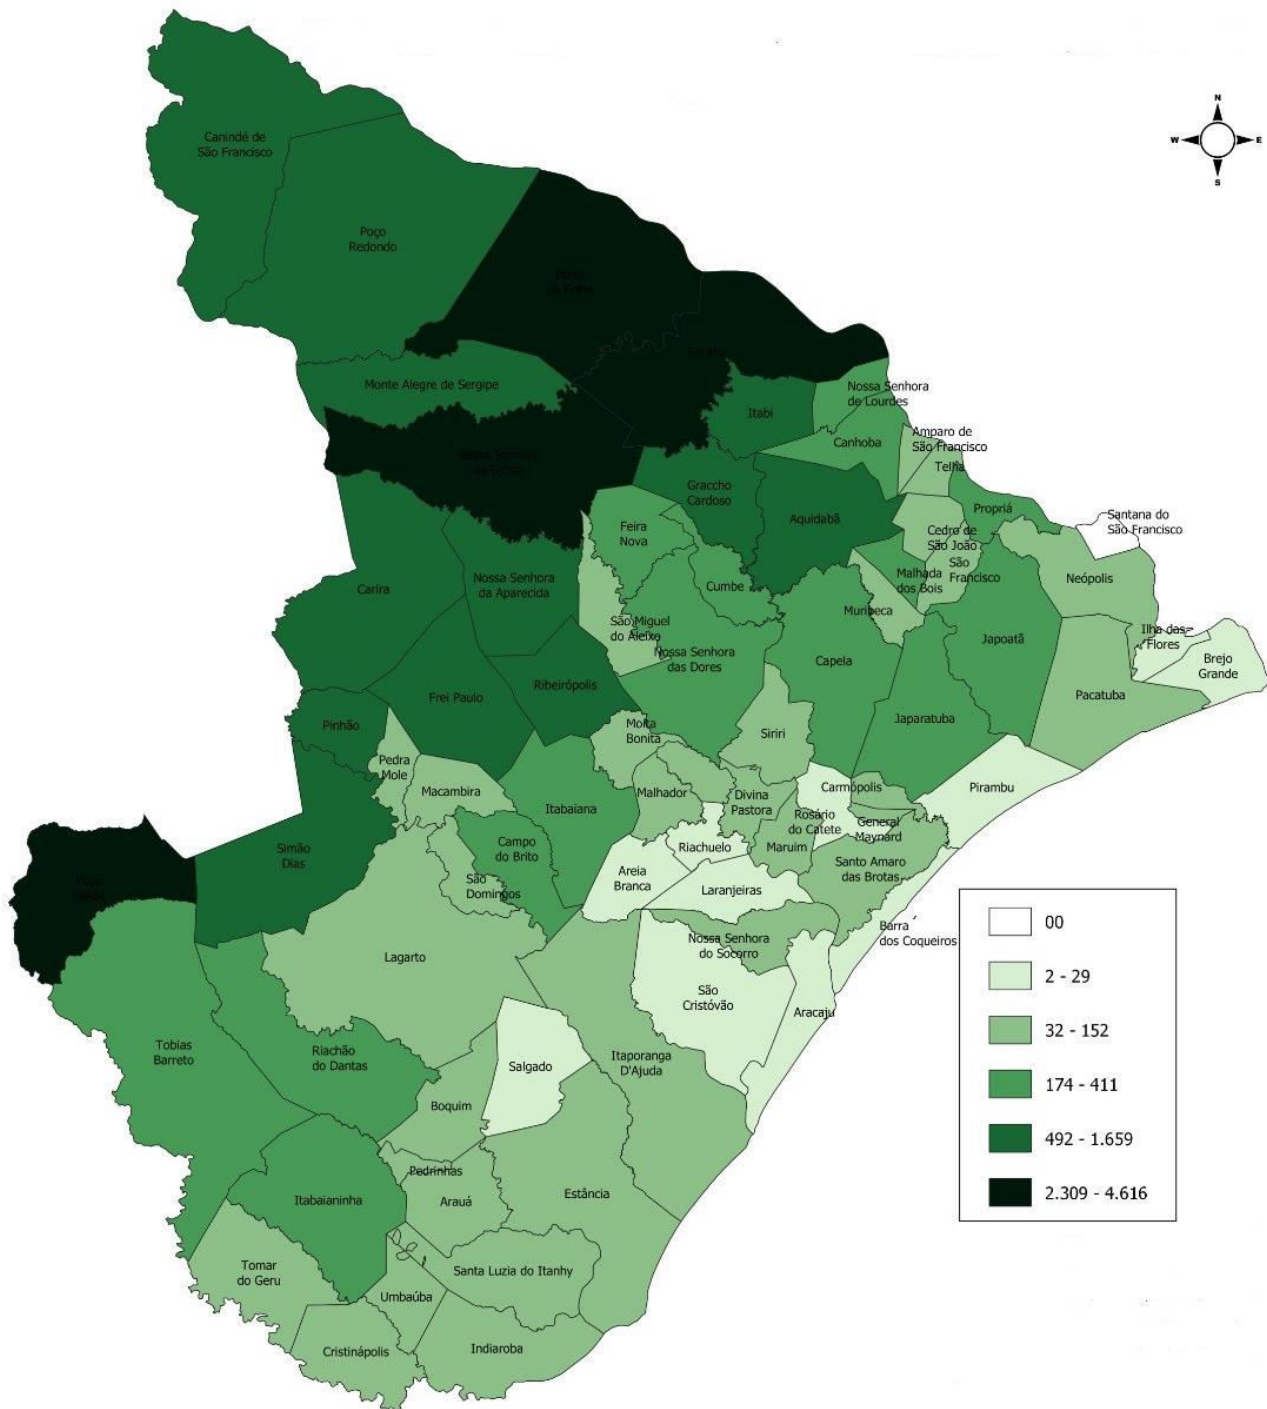 N
W
E
S
Canindé de
São Francisco
Poço
Redondo
Monte Alegre de Sergipe
Itabi
Nossa Senhora
de Lourdes
Canhoba
Amparo de
São Francisco
Telha
Graccho
Cardoso
Aquidabã
Propriá
Santana do
São Francisco
Feira
Nova
Cedro de
São João
São
Francisco
Malhada
dos Bois
Neópolis
Nossa Senhora
da Aparecida
Carira
Cumbe
Muribeca
São Miguel
do Aleixo
Nossa Senhora
das Dores
Capela
Japoatã
Ilha das
Flores
Brejo
Grande
Pacatuba
Ribeirópolis
Frei Paulo
Pinhão
Japaratuba
Siriri
Moita
Bonita
Pedra
Mole
Macambira
Malhador
Divina
Pastora
Carmópolis
Pirambu
Itabaiana
Rosário
do Catete
General
Maynard
Simão
Dias
Campo
do Brito
Riachuelo
Maruim
Santo Amaro
das Brotas
Areia
Branca
São
Domingos
Laranjeiras
Barra
dos Coqueiros
Nossa Senhora
do Socorro
Lagarto
São
Cristóvão
Aracaju
Tobias
Barreto
Riachão
do Dantas
Salgado
Itaporanga
D'Ajuda
Boquim
Pedrinhas
Arauá
Itabaianinha
Estância
Tomar
do Geru
Santa Luzia do Itanhy
Umbaúba
Cristinápolis
Indiaroba
00
2 - 29
32 - 152
174 - 411
492 - 1.659
2.309 - 4.616